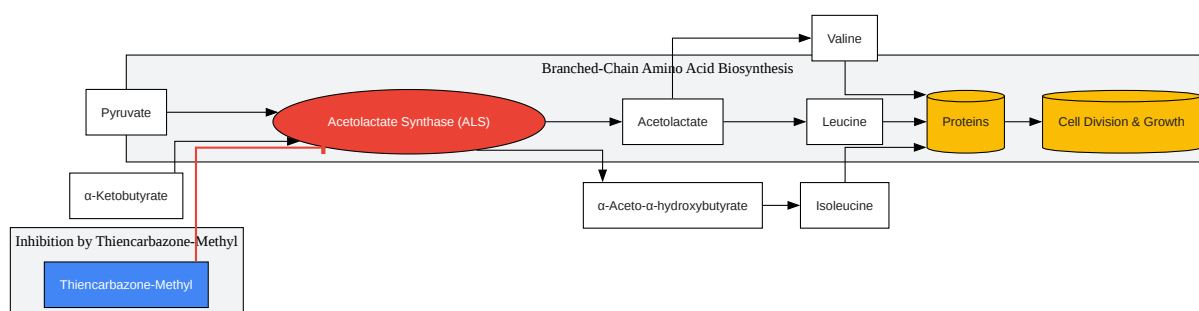 Valine
Branched-Chain Amino Acid Biosynthesis
Pyruvate
Acetolactate Synthase (ALS)
Acetolactate
Leucine
Proteins
Cell Division & Growth
α-Ketobutyrate
α-Aceto-α-hydroxybutyrate
Isoleucine
Inhibition by Thiencarbazone-Methyl
Thiencarbazone-Methyl